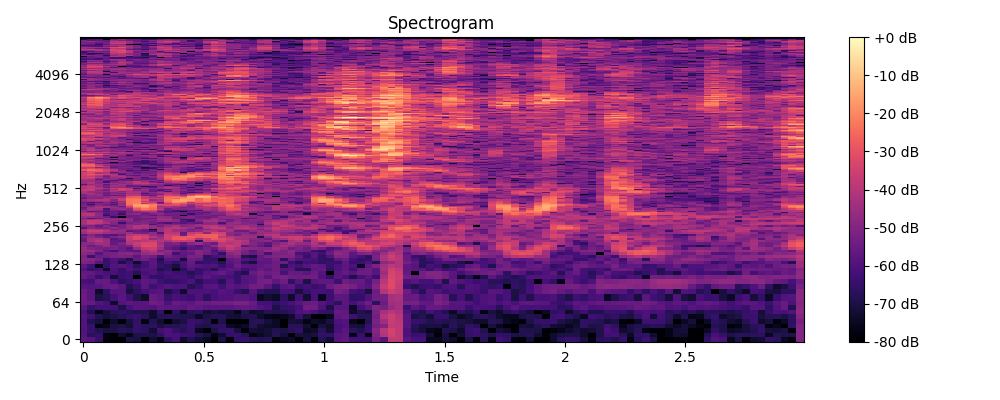 Spectrogram
Hz
4096
2048
1024
512
256
128
64
0
0
0.5
1
1.5
2
2.5
Time
+0 dB
-10 dB
-20 dB
-30 dB
-40 dB
-50 dB
-60 dB
-70 dB
-80 dB